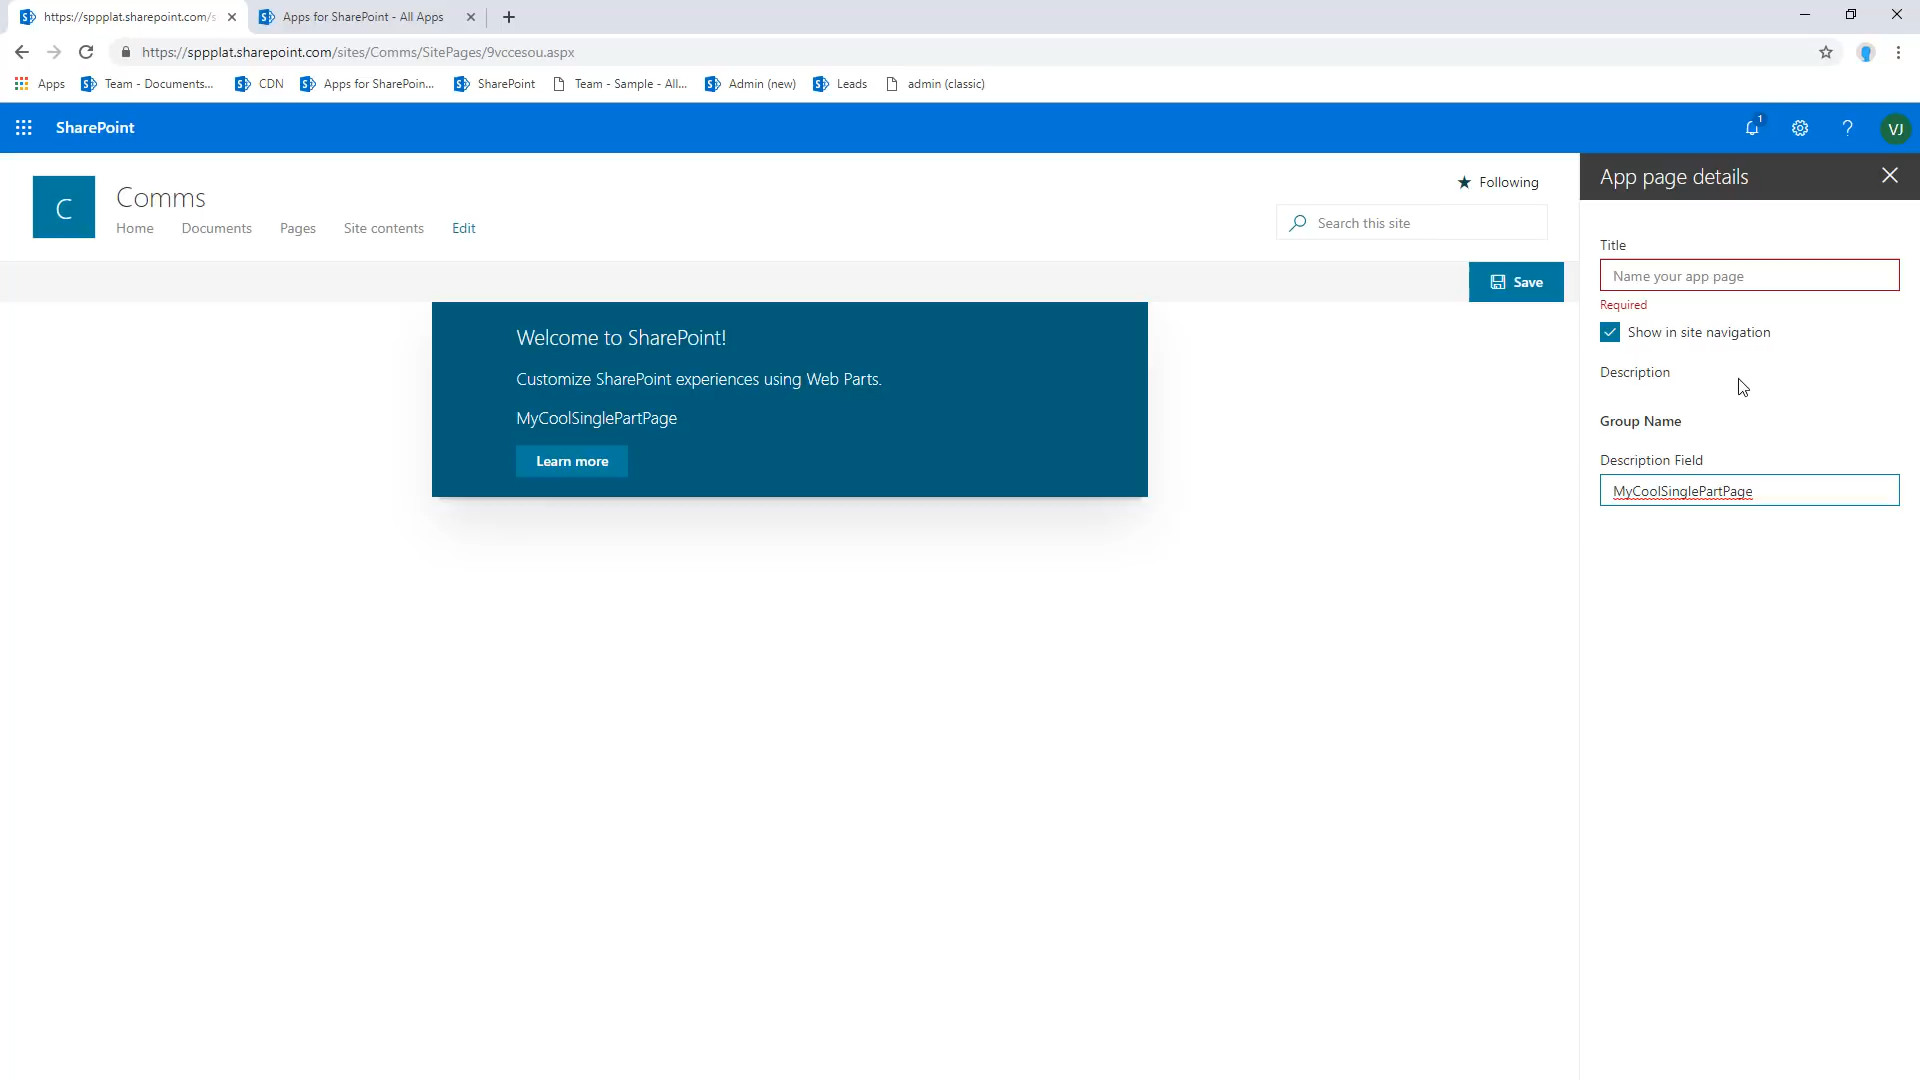 https://sppplat.sharepoint.com/s
Apps for SharePoint - All Apps
https://sppplat.sharepoint.com/sites/Comms/SitePages/9vccesou.aspx
Apps
Team - Documents...
CDN
Apps for SharePoin...
SharePoint
Team - Sample - All...
Admin (new)
Leads
admin (classic)
SharePoint
1
?
VJ
C
Comms
Home
Documents
Pages
Site contents
Edit
Following
Search this site
Save
Welcome to SharePoint!
Customize SharePoint experiences using Web Parts.
MyCoolSinglePartPage
Learn more
App page details
Title
Name your app page
Required
Show in site navigation
Description
Group Name
Description Field
MyCoolSinglePartPage